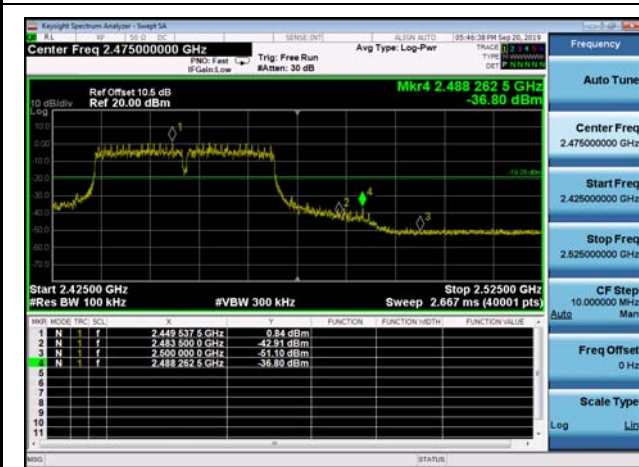 Keysight Spectrum Analyzer - Swept SA
RL RF 50 Ω DC SENSE:INT ALIGN AUTO 05:46:38 PM Sep 20, 2019
Center Freq 2.475000000 GHz
PNO: Fast
IFGain:Low
Trig: Free Run
#Atten: 30 dB
Avg Type: Log-Pwr
TRACE 1 2 3 4 5 6
TYPE
DET P N N N N N
Ref Offset 10.5 dB
Ref 20.00 dBm
10 dB/div
Log
Mkr4 2.488 262 5 GHz
-36.80 dBm
10.0
0.00
-10.0
-20.0
-30.0
-40.0
-50.0
-60.0
-70.0
1
2
3
4
Start 2.42500 GHz
Stop 2.52500 GHz
#Res BW 100 kHz #VBW 300 kHz Sweep 2.667 ms (40001 pts)
MKR MODE TRC SCL X Y FUNCTION FUNCTION WIDTH FUNCTION VALUE
1 N 1 f 2.449 537 5 GHz 0.84 dBm
2 N 1 f 2.483 500 0 GHz -42.91 dBm
3 N 1 f 2.500 000 0 GHz -51.10 dBm
4 N 1 f 2.488 262 5 GHz -36.80 dBm
5
6
7
8
9
10
11
MSG STATUS
Frequency
Auto Tune
Center Freq
2.475000000 GHz
Start Freq
2.425000000 GHz
Stop Freq
2.525000000 GHz
CF Step
10.000000 MHz
Auto Man
Freq Offset
0 Hz
Scale Type
Log Lin